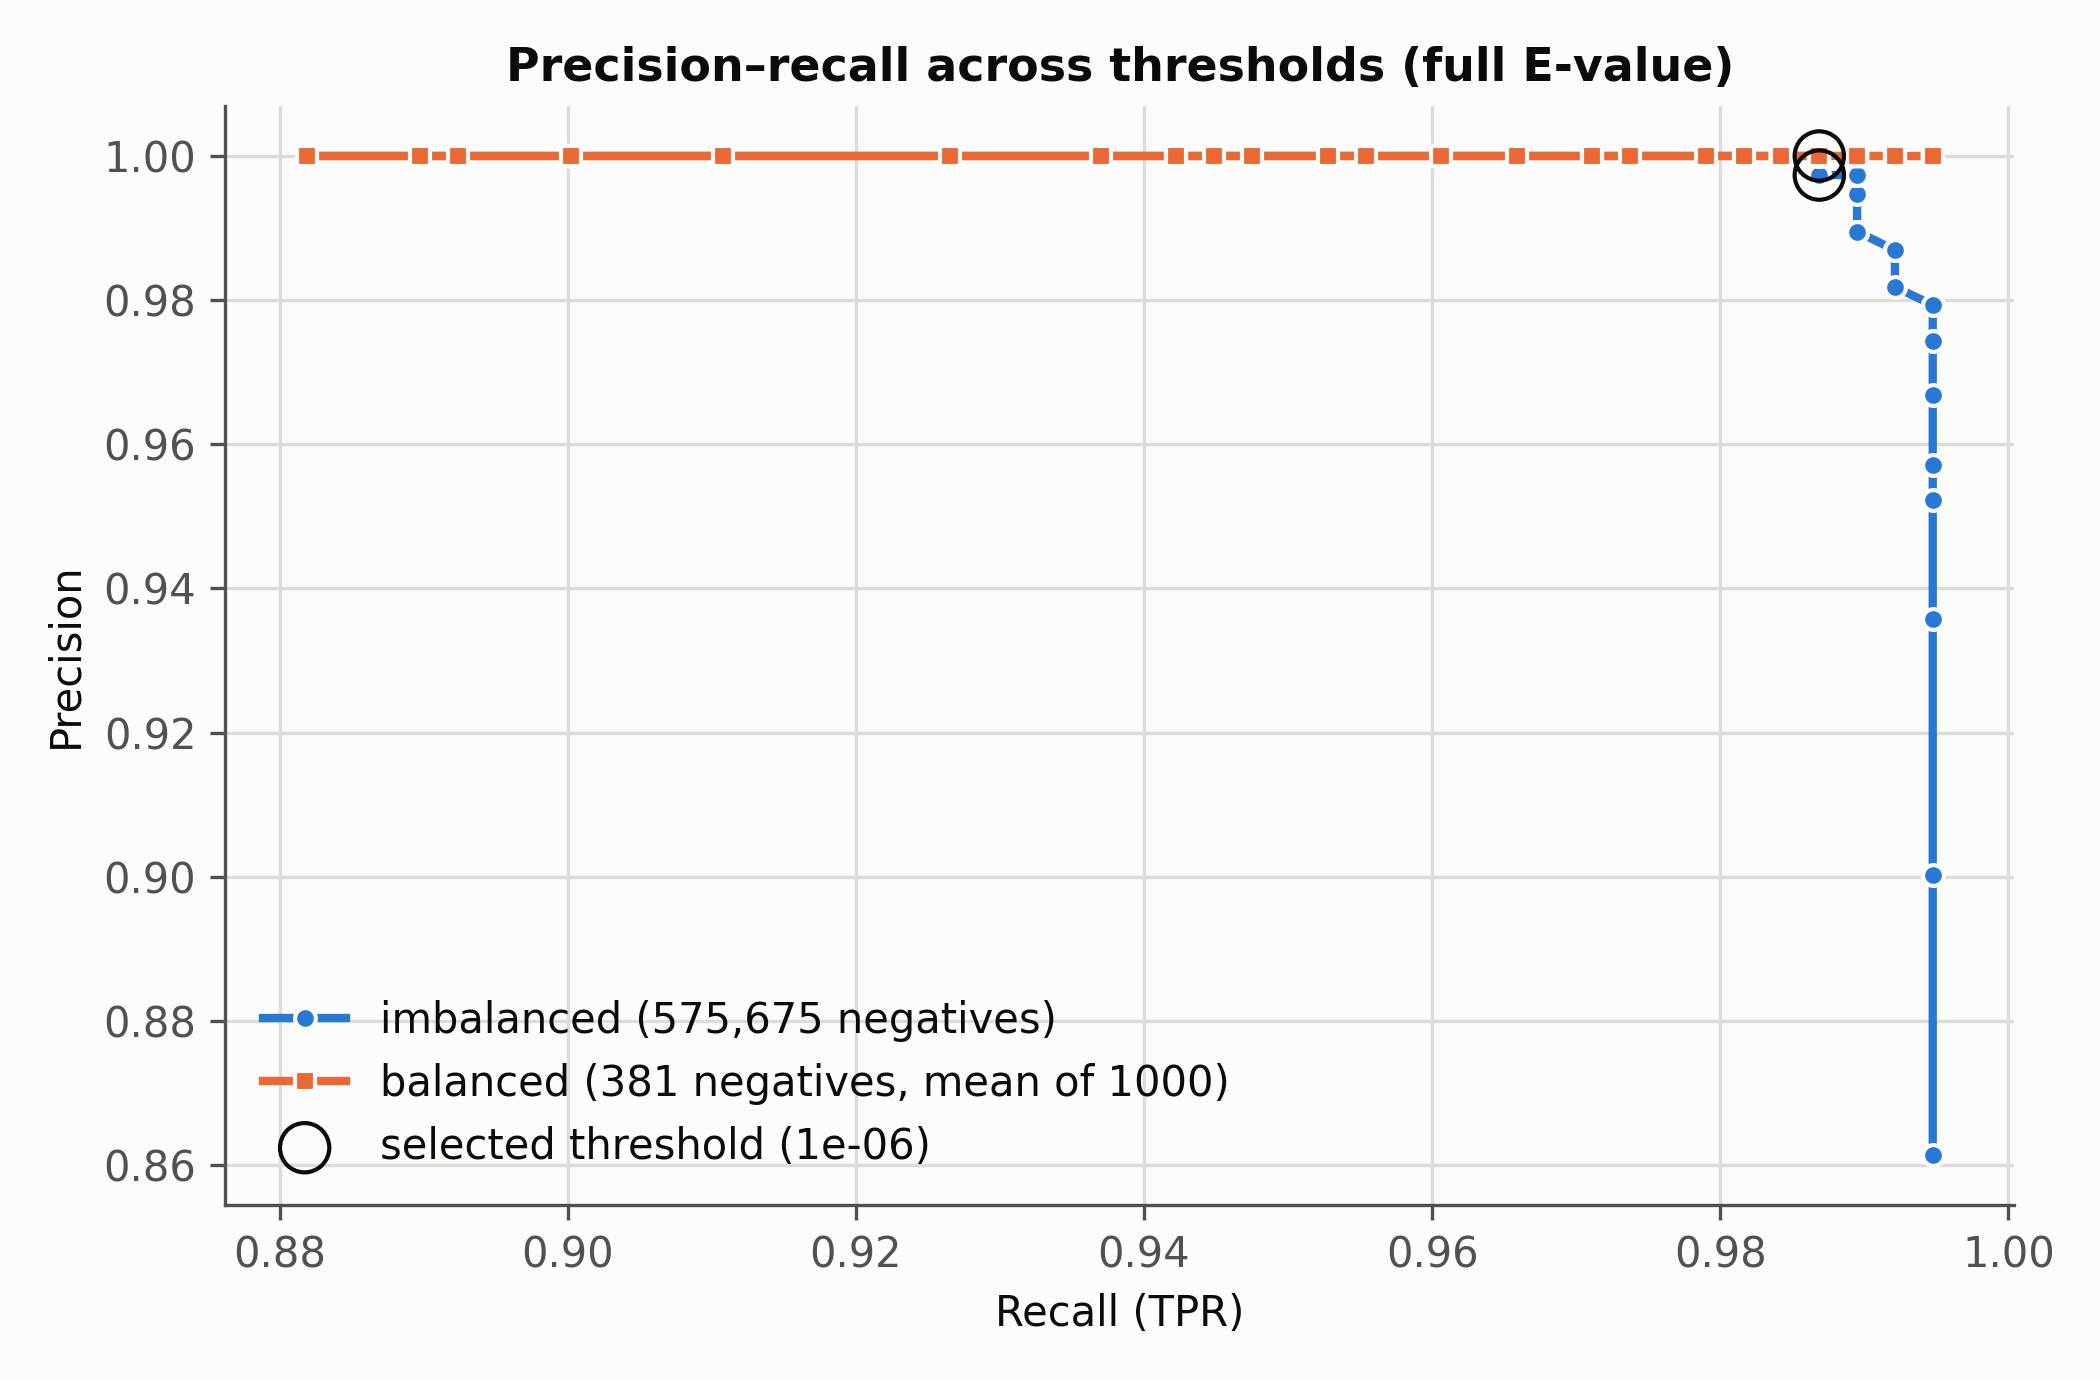 Precision–recall across thresholds (full E-value)
1.00
0.98
0.96
0.94
0.92
0.90
0.88
0.86
Precision
imbalanced (575,675 negatives)
balanced (381 negatives, mean of 1000)
selected threshold (1e-06)
0.88 0.90 0.92 0.94 0.96 0.98 1.00
Recall (TPR)